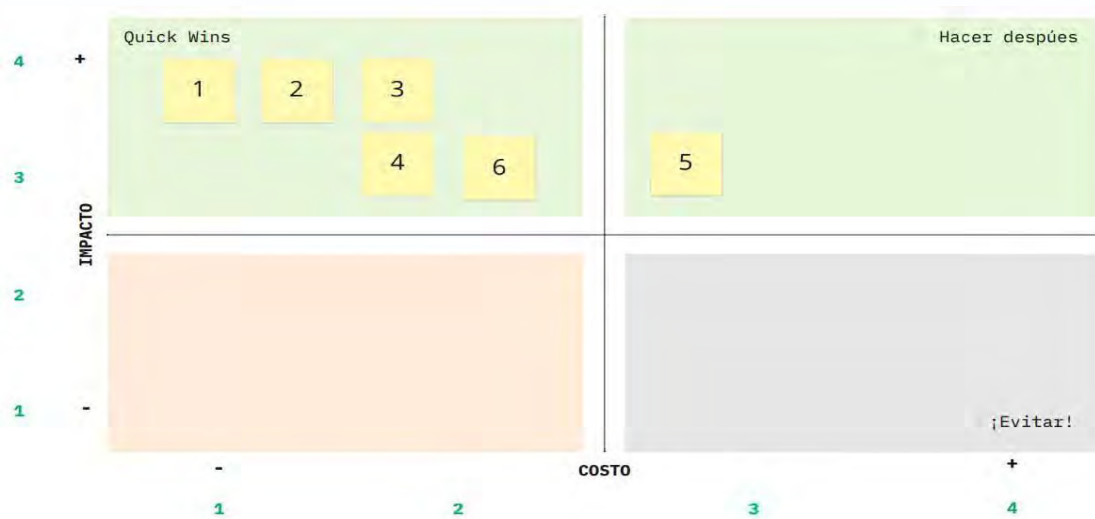 Quick Wins
Hacer despúes
4 +
1 2 3
4 6 5
3
IMPACTO
2
1 -
¡Evitar!
- COSTO +
1 2 3 4